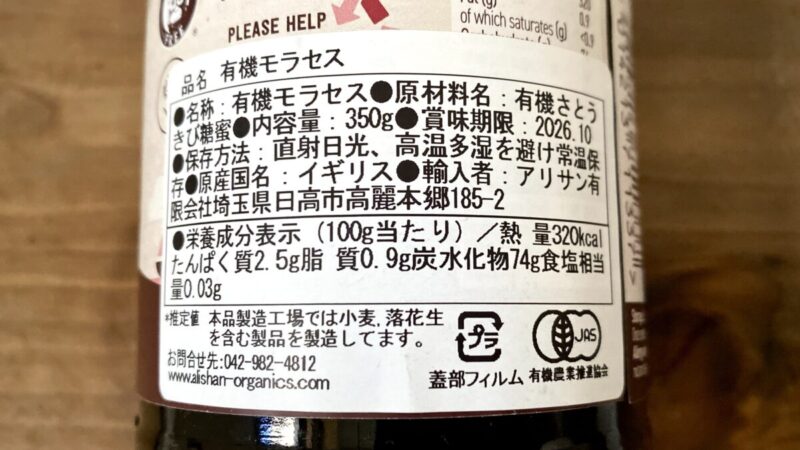 PLEASE HELP
of which saturates (g)
0.9
<0.9
品名 有機モラセス
●名称：有機モラセス●原材料名：有機さとう
きび糖蜜●内容量：350g●賞味期限：2026.10
●保存方法：直射日光、高温多湿を避け常温保
存●原産国名：イギリス●輸入者：アリサン有
限会社埼玉県日高市高麗本郷185-2
●栄養成分表示（100g当たり）／熱 量320kcal
たんぱく質2.5g脂 質0.9g炭水化物74g食塩相当
量0.03g
*推定値 本品製造工場では小麦,落花生
を含む製品を製造してます。
お問合せ先:042-982-4812
www.alishan-organics.com
プラ
蓋部フィルム
JAS
有機農業推進協会